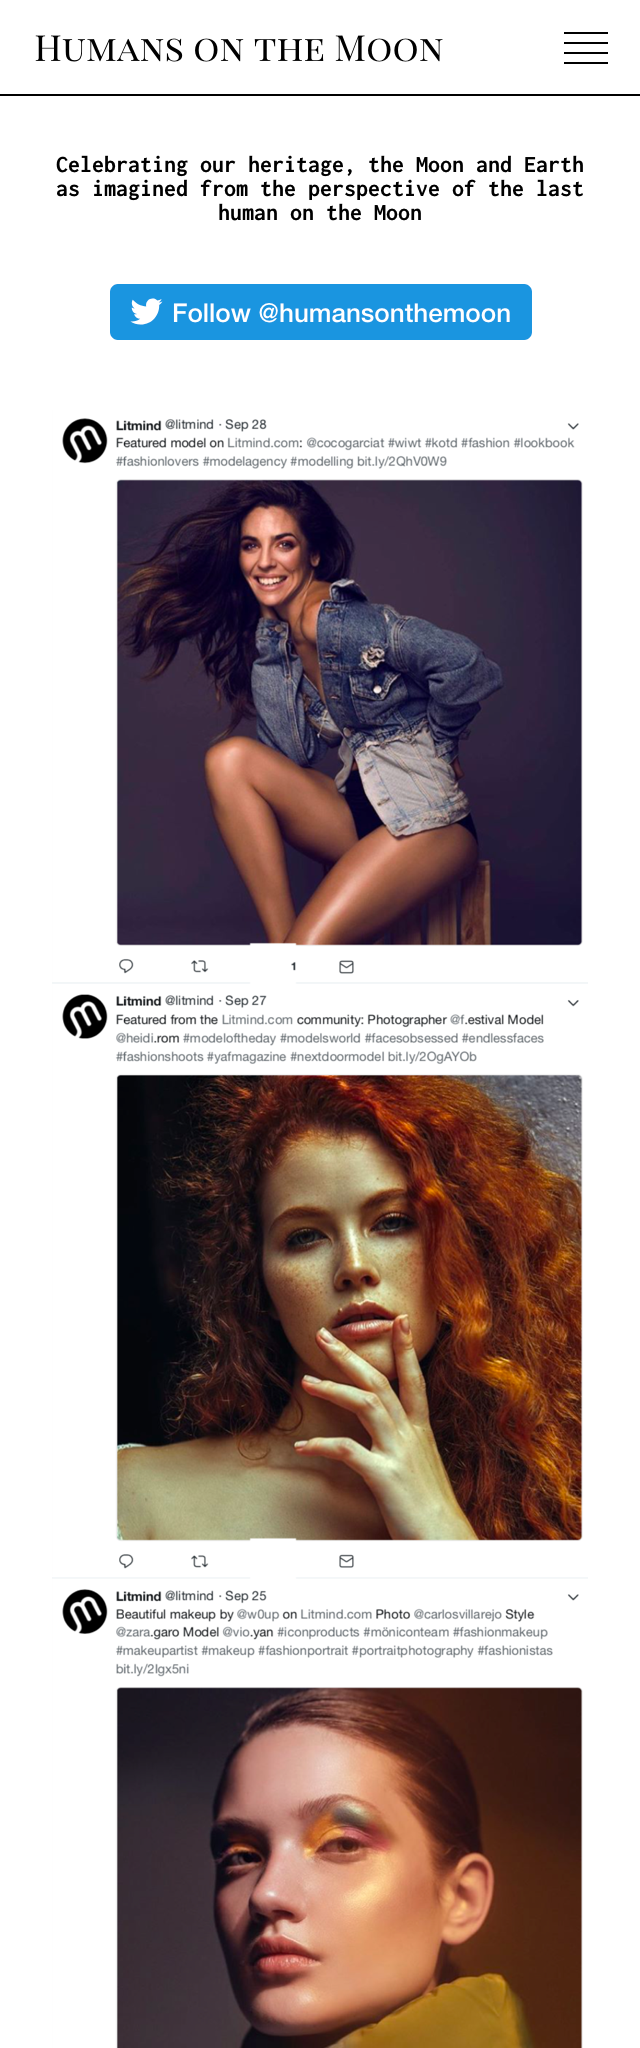 Humans on the Moon
Celebrating our heritage, the Moon and Earth
as imagined from the perspective of the last
human on the Moon
Follow @humansonthemoon
Litmind @litmind · Sep 28
Featured model on Litmind.com: @cocogarciat #wiwt #kotd #fashion #lookbook
#fashionlovers #modelagency #modelling bit.ly/2QhV0W9
1
Litmind @litmind · Sep 27
Featured from the Litmind.com community: Photographer @f.estival Model
@heidi.rom #modeloftheday #modelsworld #facesobsessed #endlessfaces
#fashionshoots #yafmagazine #nextdoormodel bit.ly/2OgAYOb
Litmind @litmind · Sep 25
Beautiful makeup by @w0up on Litmind.com Photo @carlosvillarejo Style
@zara.garo Model @vio.yan #iconproducts #möniconteam #fashionmakeup
#makeupartist #makeup #fashionportrait #portraitphotography #fashionistas
bit.ly/2Igx5ni